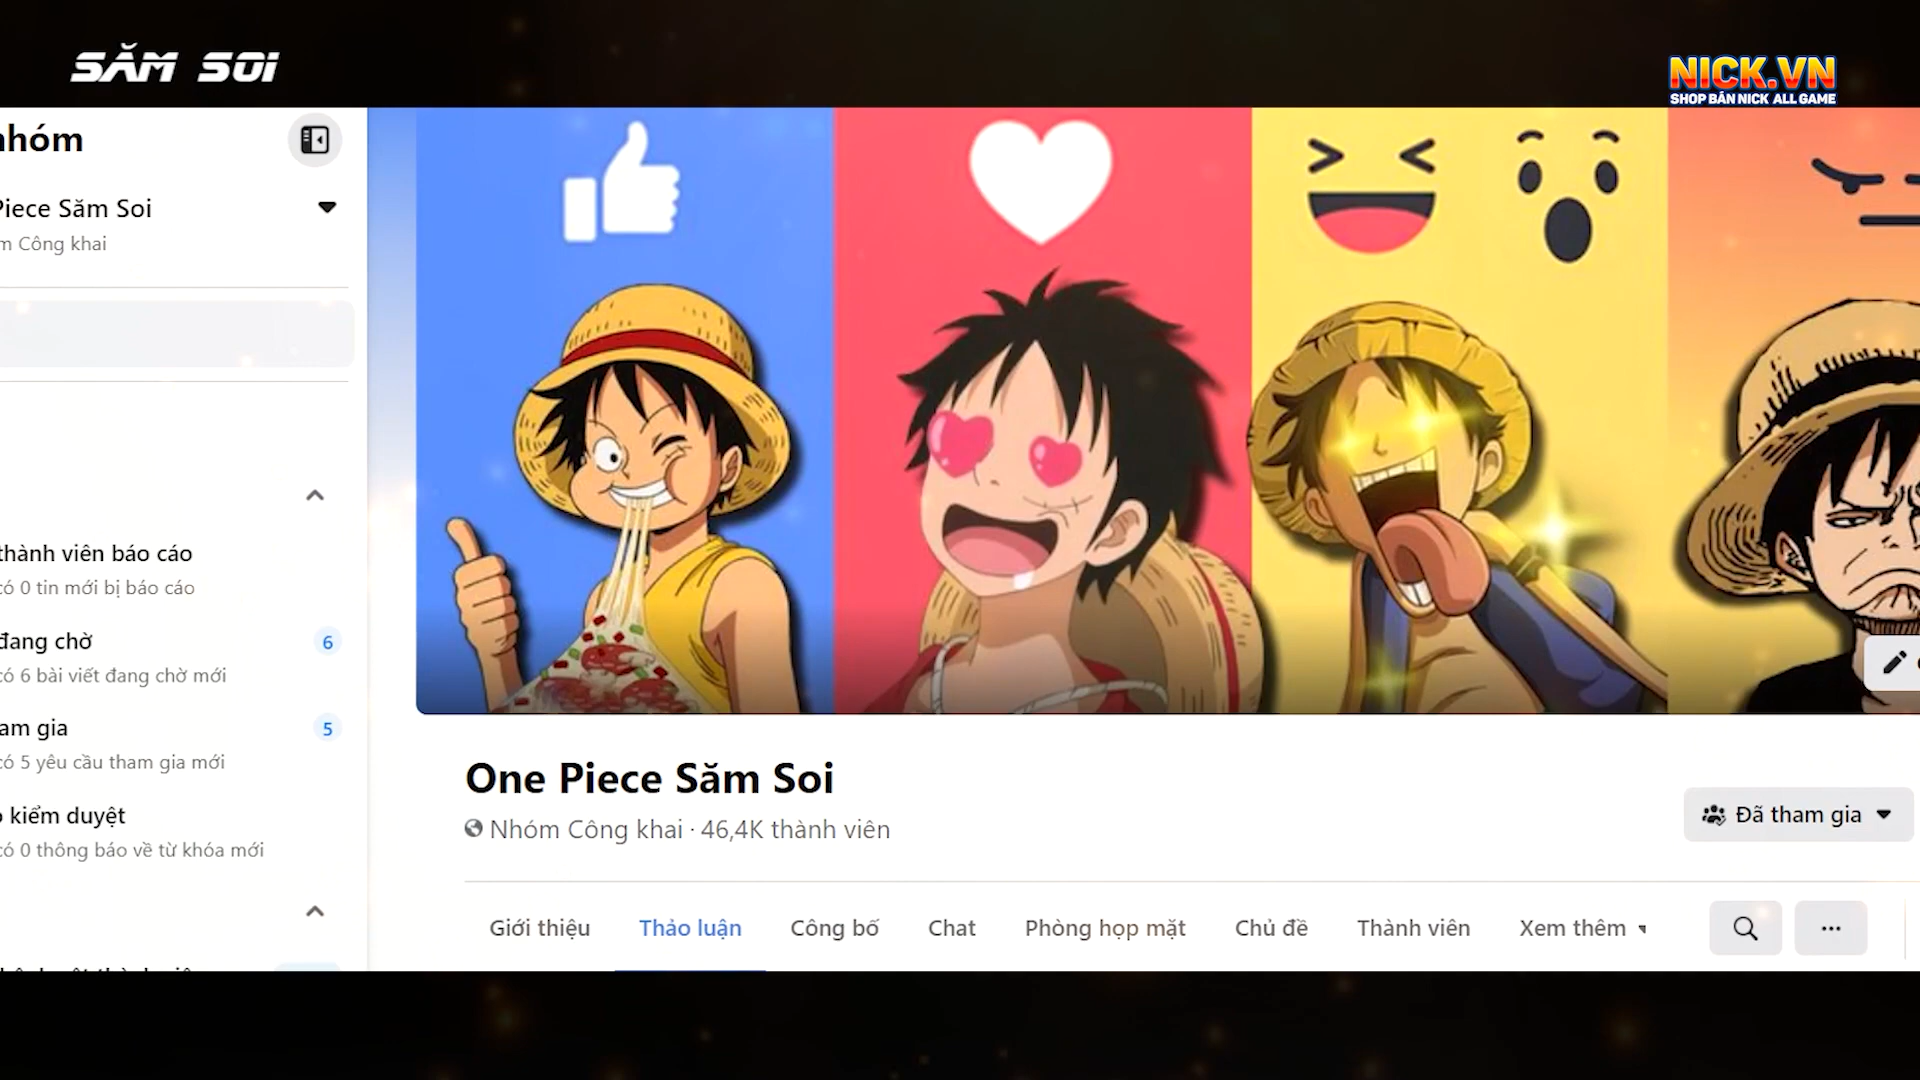 SĂM SOI
NICK.VN
SHOP BÁN NICK ALL GAME
nhóm
Piece Săm Soi
m Công khai
thành viên báo cáo
có 0 tin mới bị báo cáo
đang chờ
6
có 6 bài viết đang chờ mới
am gia
5
có 5 yêu cầu tham gia mới
o kiểm duyệt
có 0 thông báo về từ khóa mới
One Piece Săm Soi
Nhóm Công khai · 46,4K thành viên
Đã tham gia
Giới thiệu
Thảo luận
Công bố
Chat
Phòng họp mặt
Chủ đề
Thành viên
Xem thêm